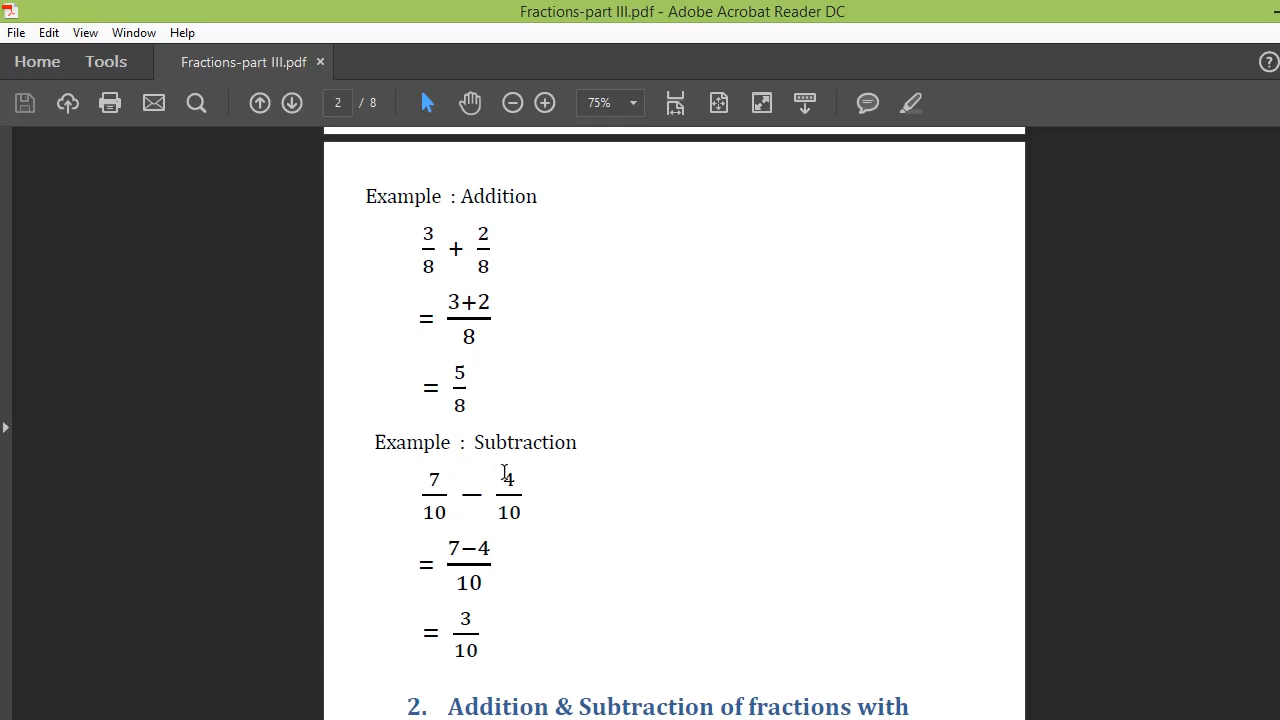 Fractions-part III.pdf - Adobe Acrobat Reader DC
File Edit View Window Help
Home Tools Fractions-part III.pdf ×
2 / 8 75%
Example : Addition
3/8 + 2/8
= 3+2/8
= 5/8
Example : Subtraction
7/10 − 4/10
= 7−4/10
= 3/10
2. Addition & Subtraction of fractions with